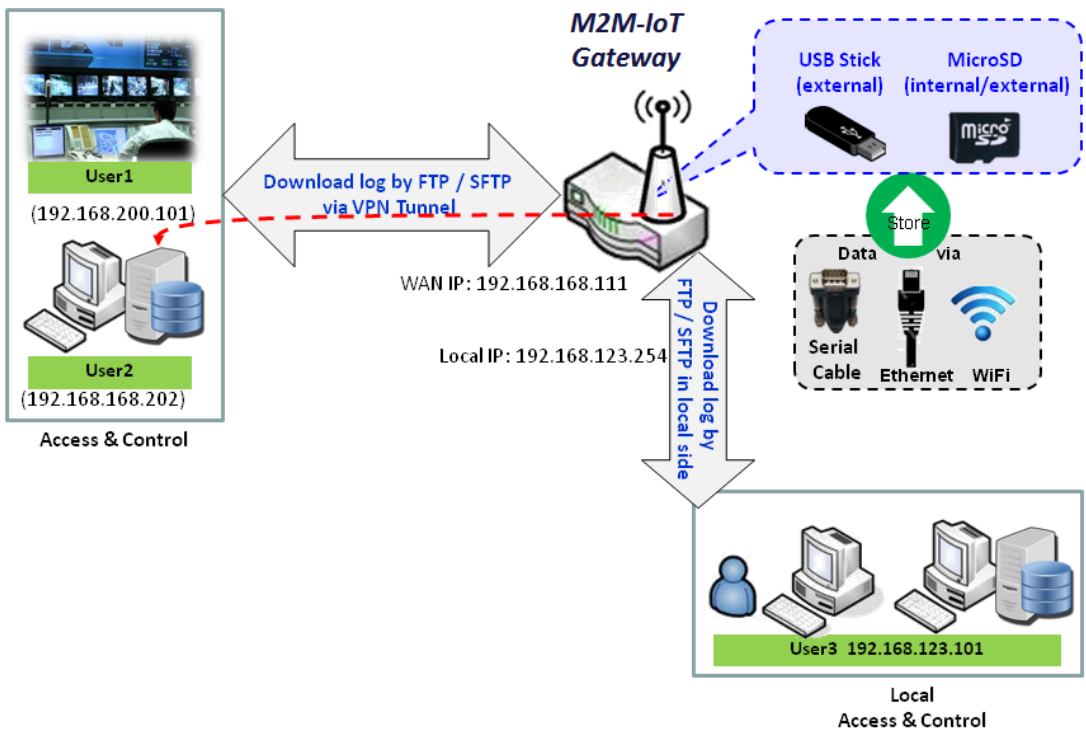 M2M-IoT
Gateway
USB Stick
(external)
MicroSD
(internal/external)
micro
SD
User1
(192.168.200.101)
Download log by FTP / SFTP
via VPN Tunnel
Store
Data via
WAN IP: 192.168.168.111
Local IP: 192.168.123.254
Serial
Cable
Ethernet
WiFi
User2
(192.168.168.202)
Access & Control
Download log by
FTP / SFTP in local side
User3 192.168.123.101
Local
Access & Control